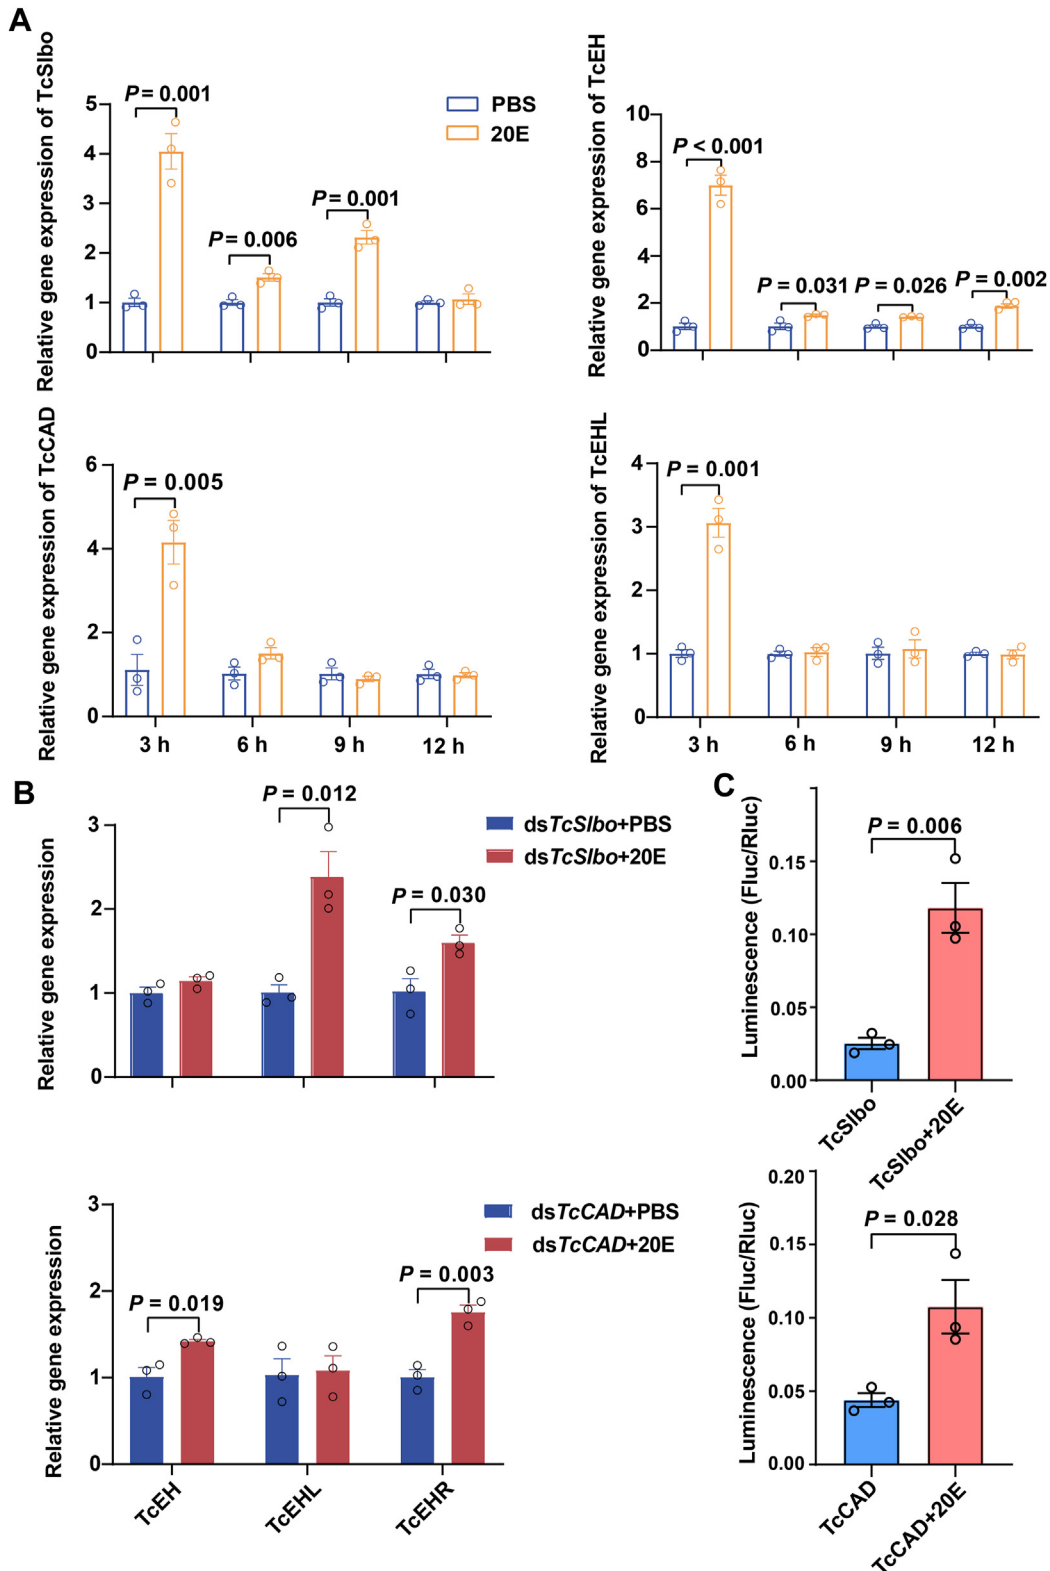 A
Relative gene expression of TcSlbo
5
4
3
2
1
0
P = 0.001
P = 0.006
P = 0.001
PBS
20E
Relative gene expression of TcEH
10
8
6
4
2
0
P < 0.001
P = 0.031
P = 0.026
P = 0.002
Relative gene expression of TcCAD
6
4
2
0
P = 0.005
3 h
6 h
9 h
12 h
Relative gene expression of TcEHL
4
3
2
1
0
P = 0.001
3 h
6 h
9 h
12 h
B
Relative gene expression
3
2
1
0
P = 0.012
P = 0.030
dsTcSlbo+PBS
dsTcSlbo+20E
Relative gene expression
3
2
1
0
P = 0.019
P = 0.003
dsTcCAD+PBS
dsTcCAD+20E
TcEH
TcEHL
TcEHR
C
Luminescence (Fluc/Rluc)
0.15
0.10
0.05
0.00
P = 0.006
TcSlbo
TcSlbo+20E
Luminescence (Fluc/Rluc)
0.20
0.15
0.10
0.05
0.00
P = 0.028
TcCAD
TcCAD+20E